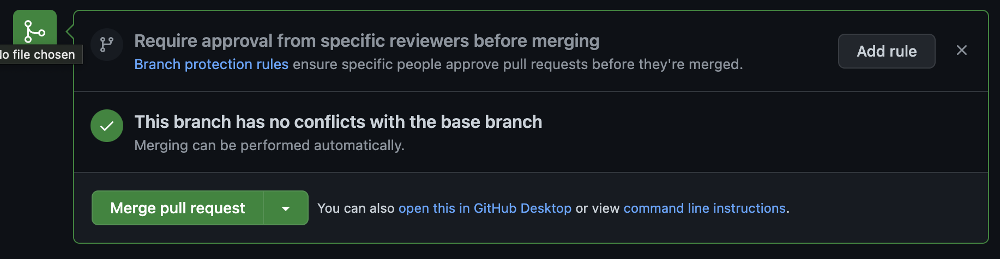 Require approval from specific reviewers before merging
Branch protection rules ensure specific people approve pull requests before they're merged.
Add rule
file chosen
This branch has no conflicts with the base branch
Merging can be performed automatically.
Merge pull request
You can also open this in GitHub Desktop or view command line instructions.